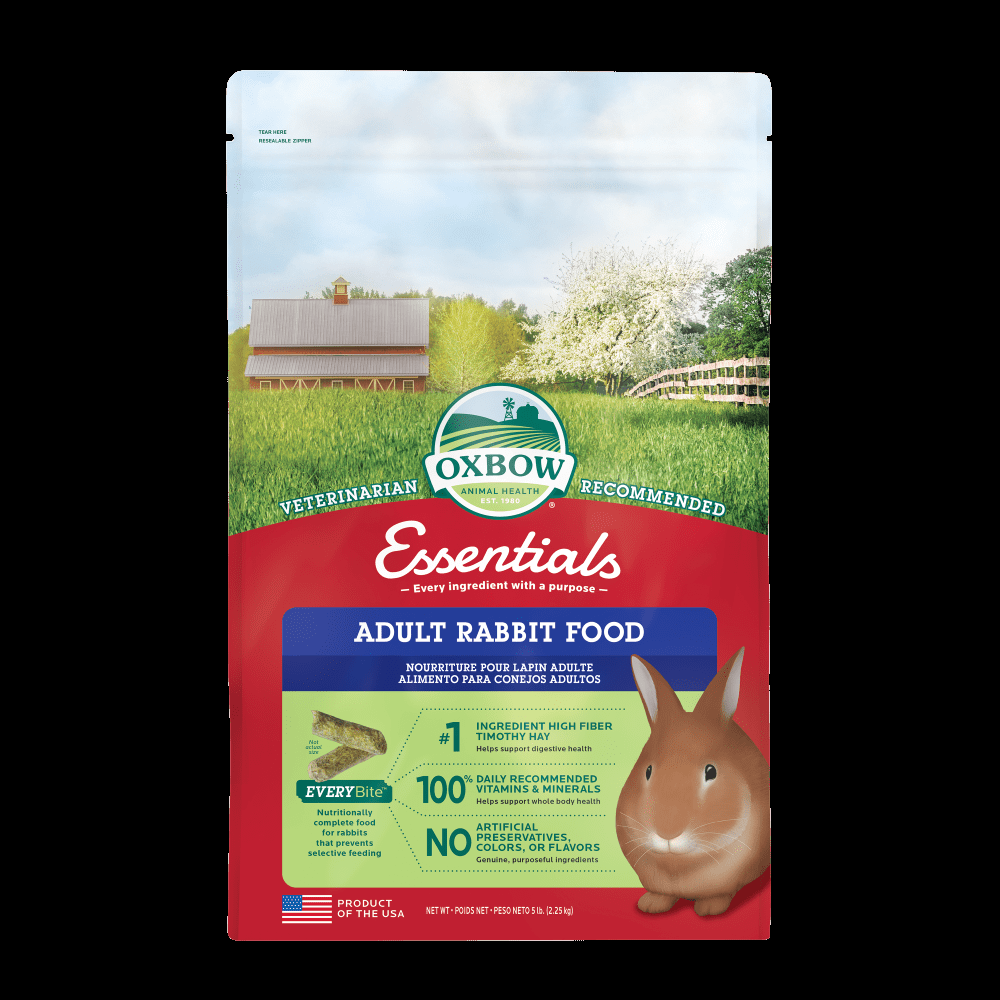 TEAR HERE
RESEALABLE ZIPPER
OXBOW
ANIMAL HEALTH
EST. 1980
®
VETERINARIAN RECOMMENDED
Essentials
– Every ingredient with a purpose –
ADULT RABBIT FOOD
NOURRITURE POUR LAPIN ADULTE
ALIMENTO PARA CONEJOS ADULTOS
Not
actual
size
EVERYBite™
Nutritionally
complete food
for rabbits
that prevents
selective feeding
#1 INGREDIENT HIGH FIBER
TIMOTHY HAY
Helps support digestive health
100% DAILY RECOMMENDED
VITAMINS & MINERALS
Helps support whole body health
NO ARTIFICIAL
PRESERVATIVES,
COLORS, OR FLAVORS
Genuine, purposeful ingredients
PRODUCT
OF THE USA
NET WT • POIDS NET • PESO NETO 5 lb. (2.25 kg)